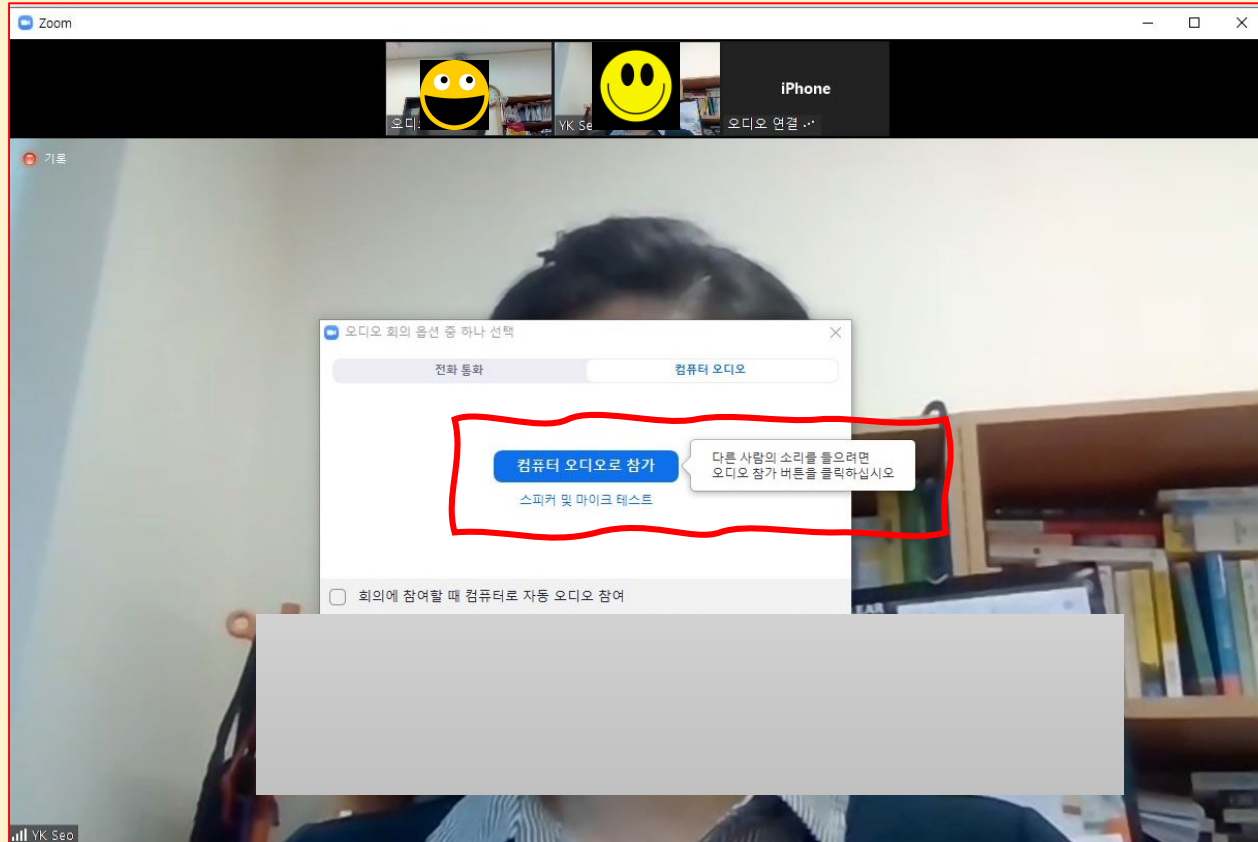 Zoom
오디
YK Se
iPhone
오디오 연결 ...
기록
오디오 회의 옵션 중 하나 선택
전화 통화
컴퓨터 오디오
컴퓨터 오디오로 참가
다른 사람의 소리를 들으려면
오디오 참가 버튼을 클릭하십시오
스피커 및 마이크 테스트
회의에 참여할 때 컴퓨터로 자동 오디오 참여
YK Seo